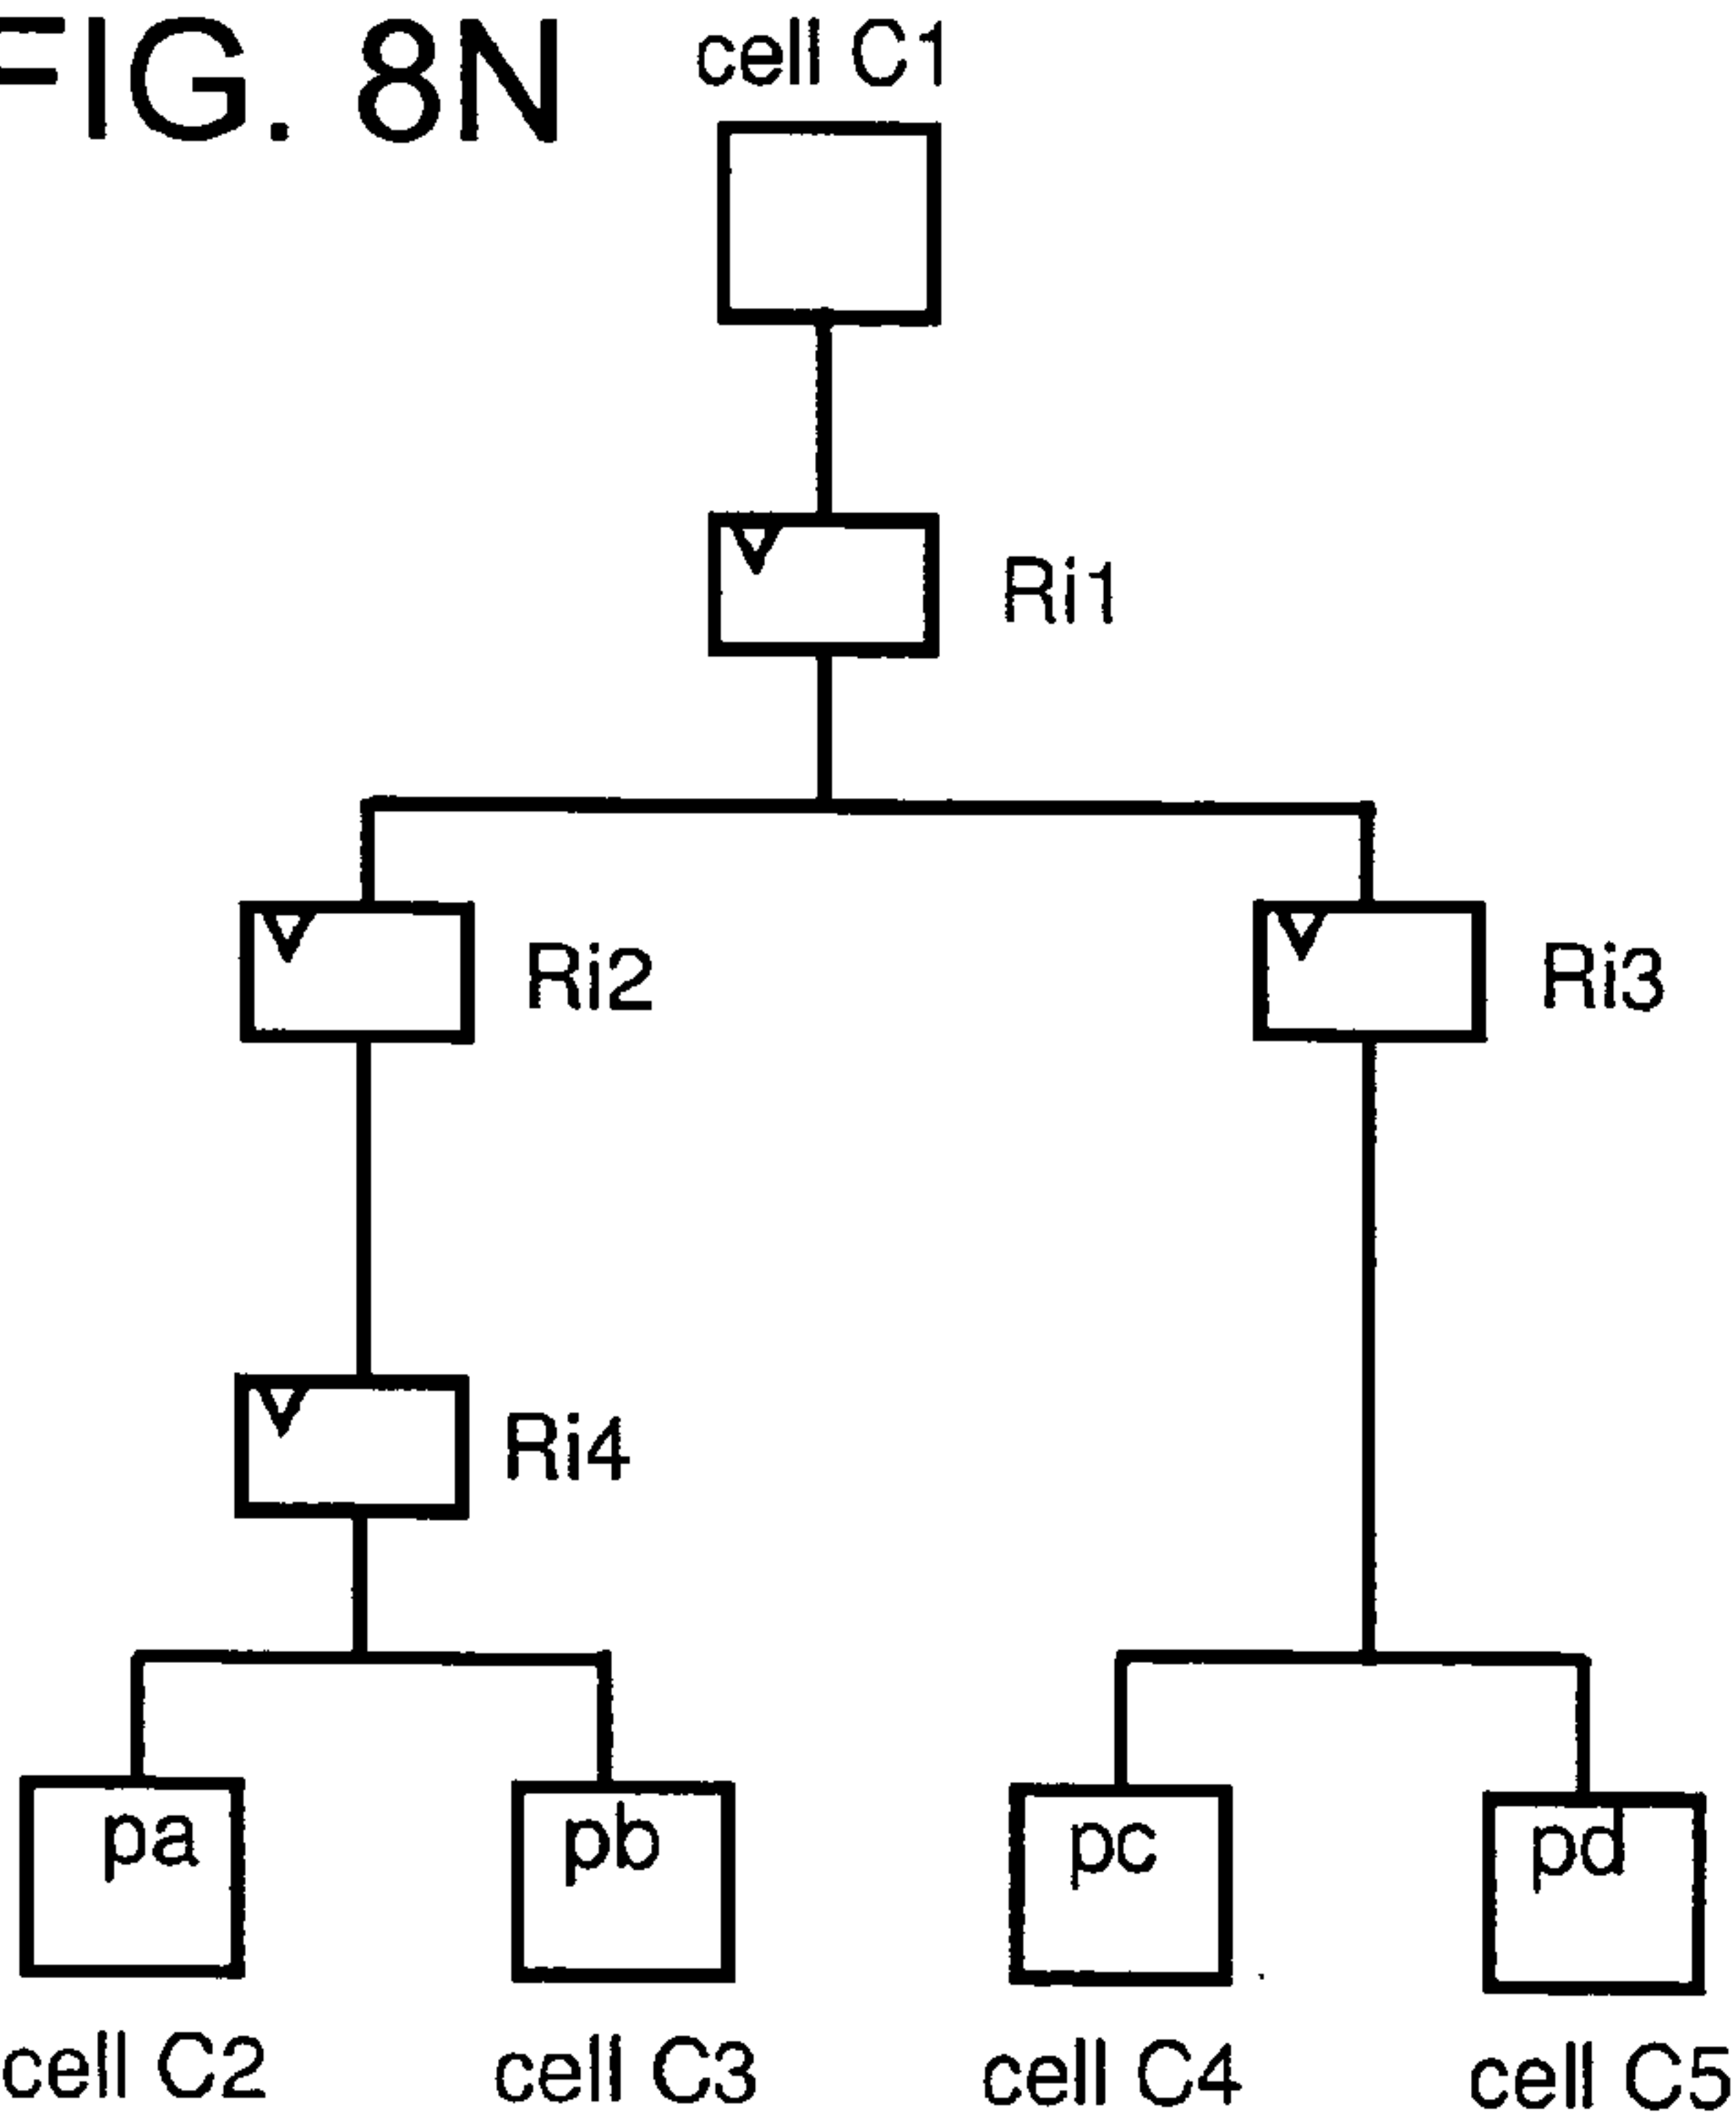 FIG. 8N
cell C1
Ri1
Ri2
Ri3
Ri4
pa
pb
pc
pd
cell C2
cell C3
cell C4
cell C5